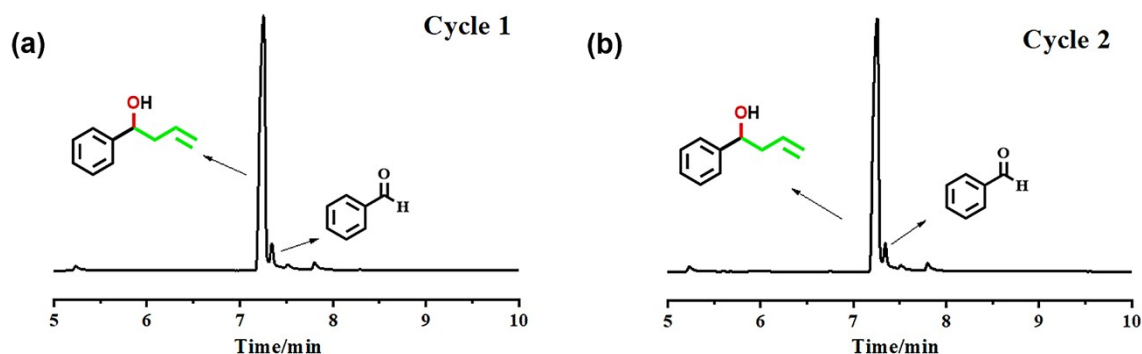 (a)
Cycle 1
OH
O
H
5 6 7 8 9 10
Time/min
(b)
Cycle 2
OH
O
H
5 6 7 8 9 10
Time/min